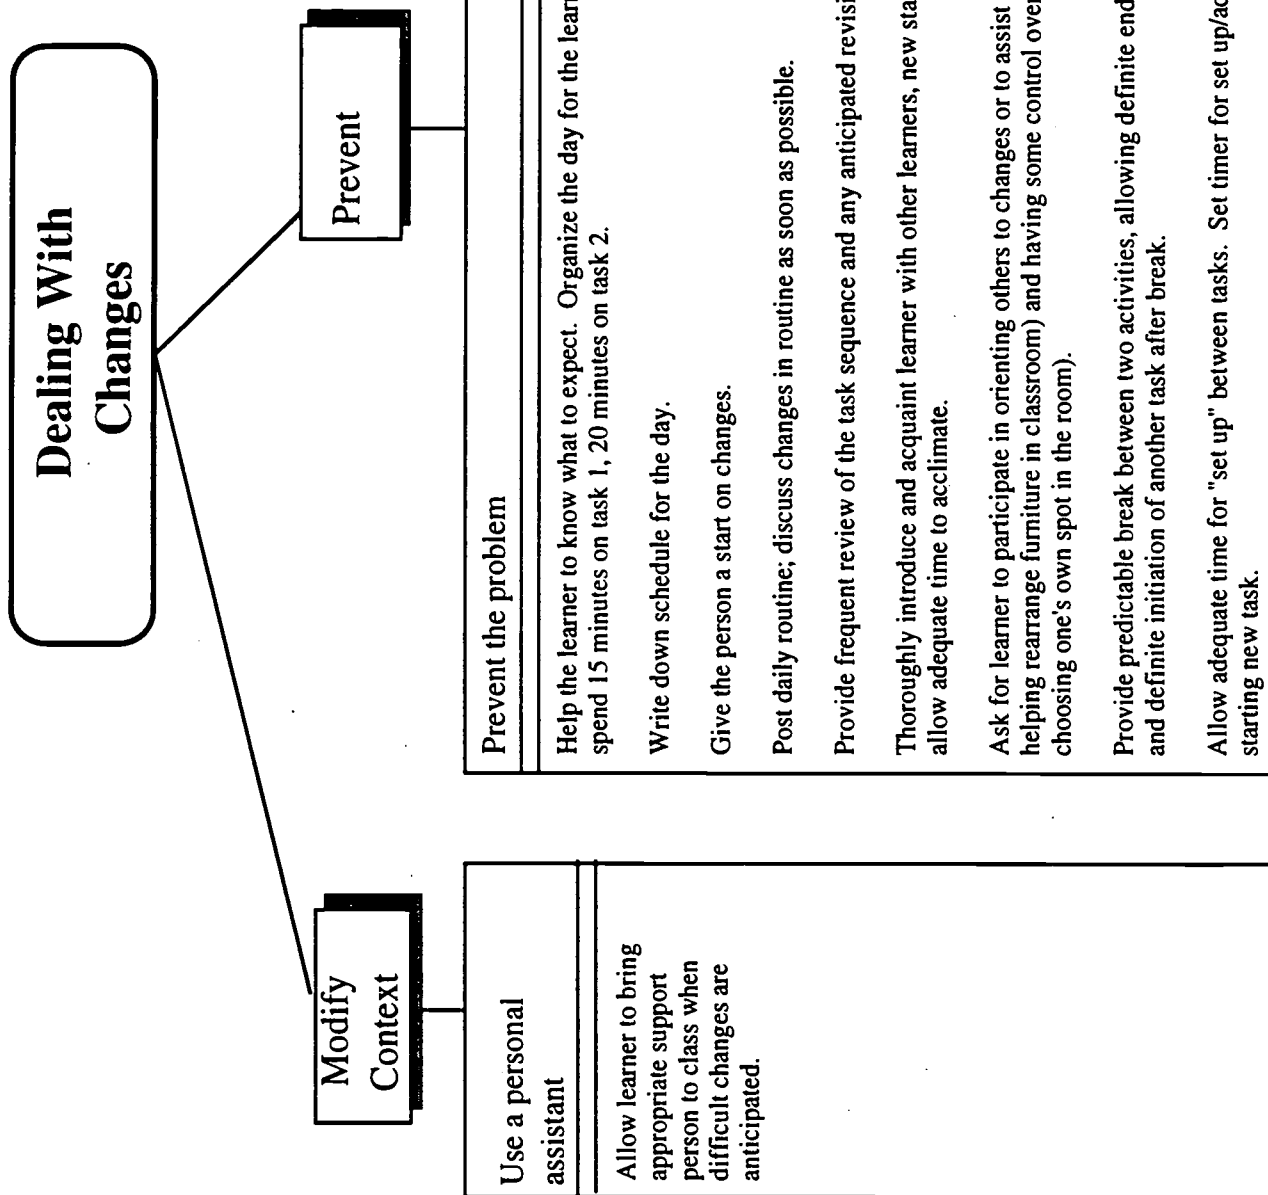 Dealing With
Changes
Modify
Context
Prevent
Use a personal
assistant
Allow learner to bring
appropriate support
person to class when
difficult changes are
anticipated.
Prevent the problem
Help the learner to know what to expect. Organize the day for the
spend 15 minutes on task 1, 20 minutes on task 2.
Write down schedule for the day.
Give the person a start on changes.
Post daily routine; discuss changes in routine as soon as possible.
Provide frequent review of the task sequence and any anticipated
Thoroughly introduce and acquaint learner with other learners, new
allow adequate time to acclimate.
Ask for learner to participate in orienting others to changes or to assist
helping rearrange furniture in classroom) and having some control over
choosing one's own spot in the room).
Provide predictable break between two activities, allowing definite end
and definite initiation of another task after break.
Allow adequate time for "set up" between tasks. Set timer for set
starting new task.